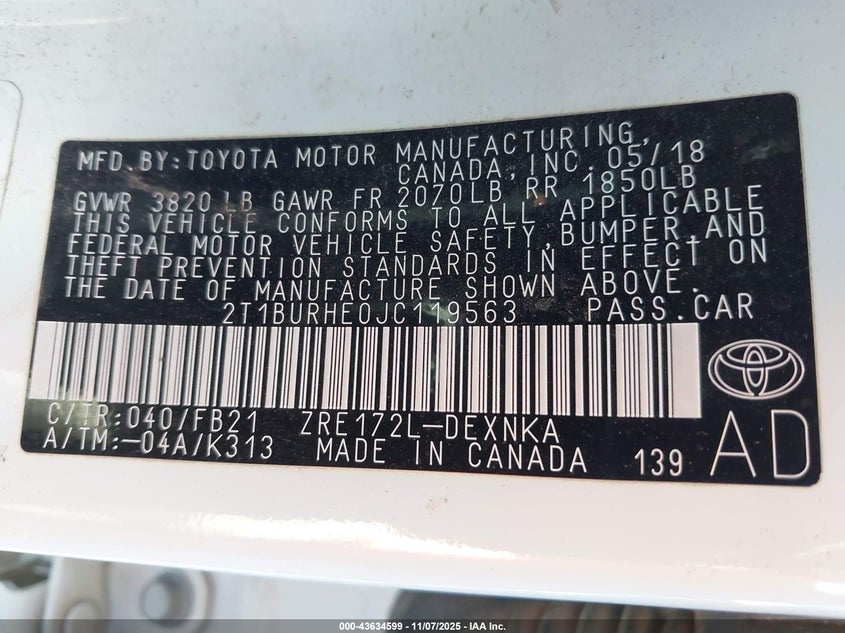 MFD. BY: TOYOTA MOTOR MANUFACTURING,
CANADA, INC. 05/18
GVWR 3820 LB GAWR FR 2070LB RR 1850LB
THIS VEHICLE CONFORMS TO ALL APPLICABLE
FEDERAL MOTOR VEHICLE SAFETY, BUMPER, AND
THEFT PREVENTION STANDARDS IN EFFECT ON
THE DATE OF MANUFACTURE SHOWN ABOVE.
2T1BURHE0JC119563 PASS. CAR
C/TR: 040/FB21 ZRE172L-DEXNKA
A/TM: -04A/K313 MADE IN CANADA 139 AD
000-43634599 - 11/07/2025 - IAA Inc.